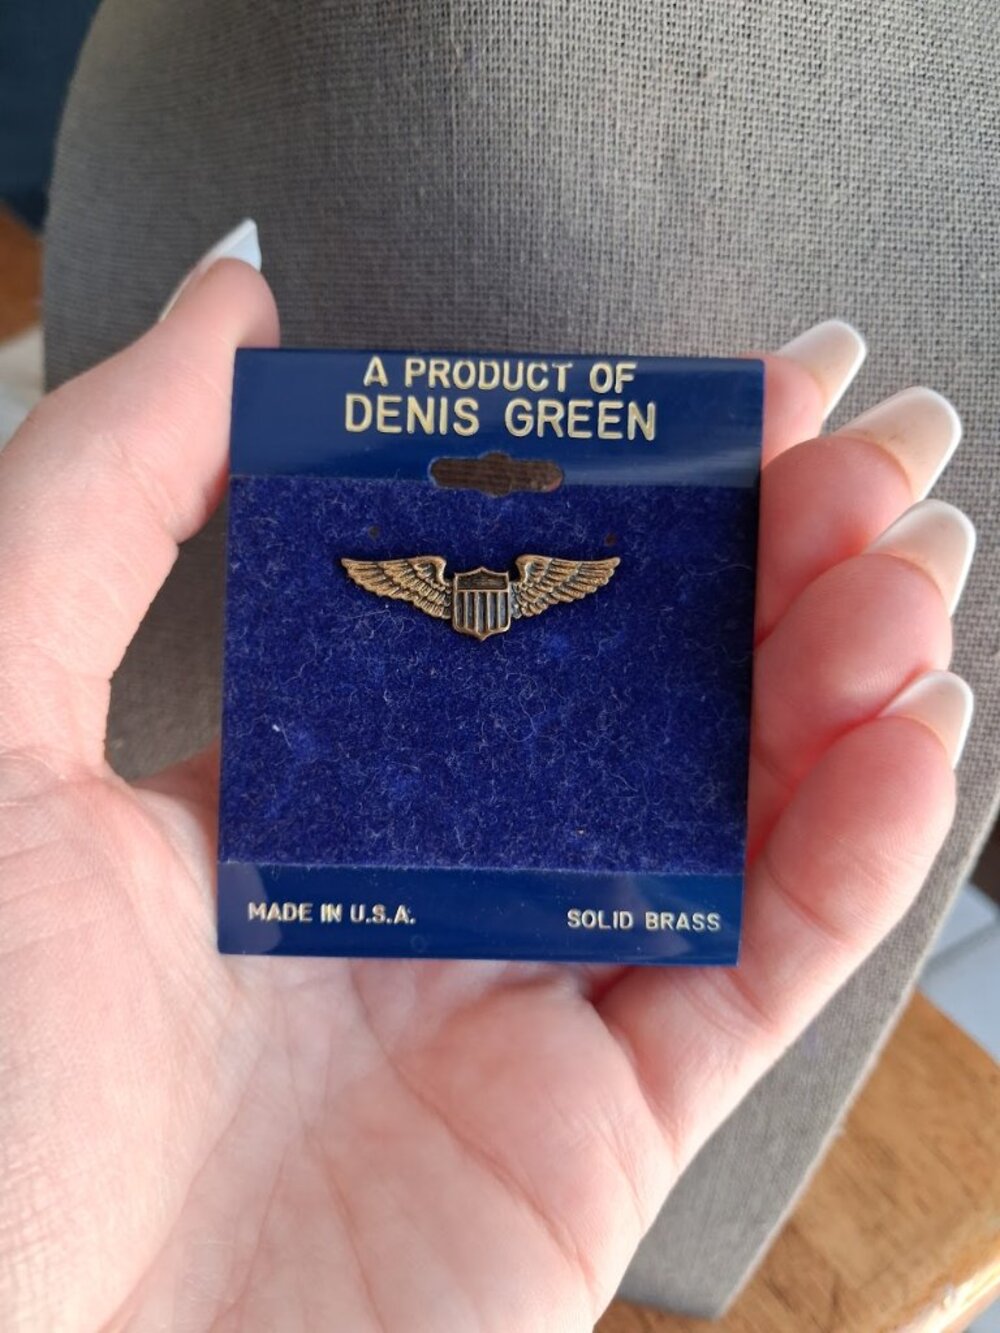 A PRODUCT OF
DENIS GREEN
MADE IN U.S.A.
SOLID BRASS